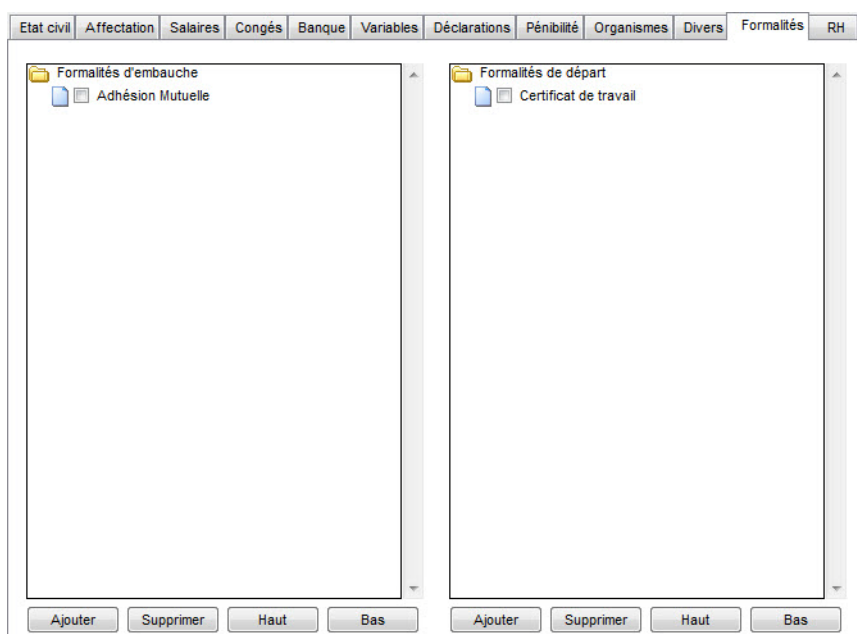 Etat civil Affectation Salaires Congés Banque Variables Déclarations Pénibilité Organismes Divers Formalités RH
Formalités d'embauche
Adhésion Mutuelle
Formalités de départ
Certificat de travail
Ajouter Supprimer Haut Bas
Ajouter Supprimer Haut Bas